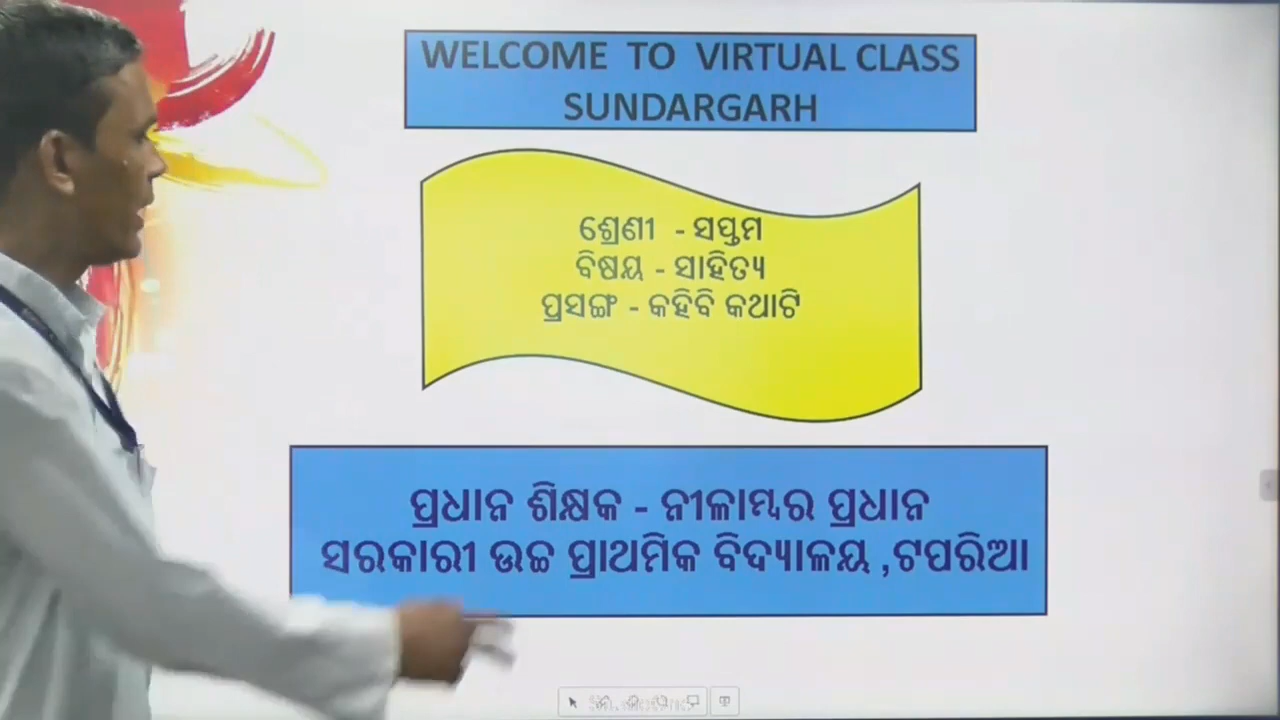 WELCOME TO VIRTUAL CLASS
SUNDARGARH
ଶ୍ରେଣୀ - ସପ୍ତମ
ବିଷୟ - ସାହିତ୍ୟ
ପ୍ରସଙ୍ଗ - କହିବି କଥାଟି
ପ୍ରଧାନ ଶିକ୍ଷକ - ନୀଳାମ୍ବର ପ୍ରଧାନ
ସରକାରୀ ଉଚ୍ଚ ପ୍ରାଥମିକ ବିଦ୍ୟାଳୟ ,ଟପରିଆ